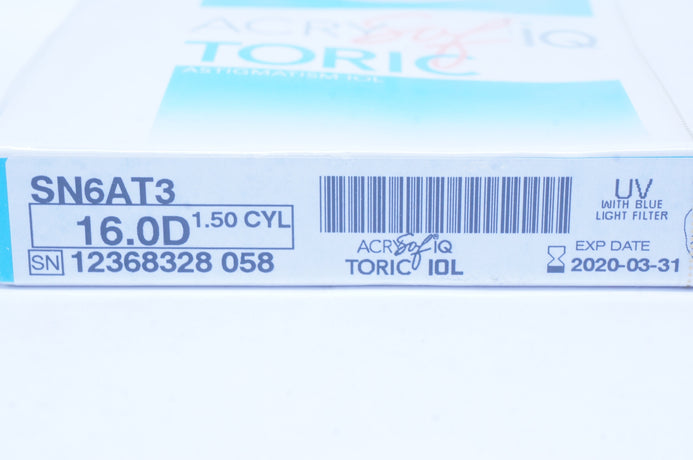 ACRYSof IQ
TORIC
ASTIGMATISM IOL
SN6AT3
16.0D 1.50 CYL
SN 12368328 058
ACRYSof IQ
TORIC IOL
UV
WITH BLUE
LIGHT FILTER
EXP DATE
2020-03-31